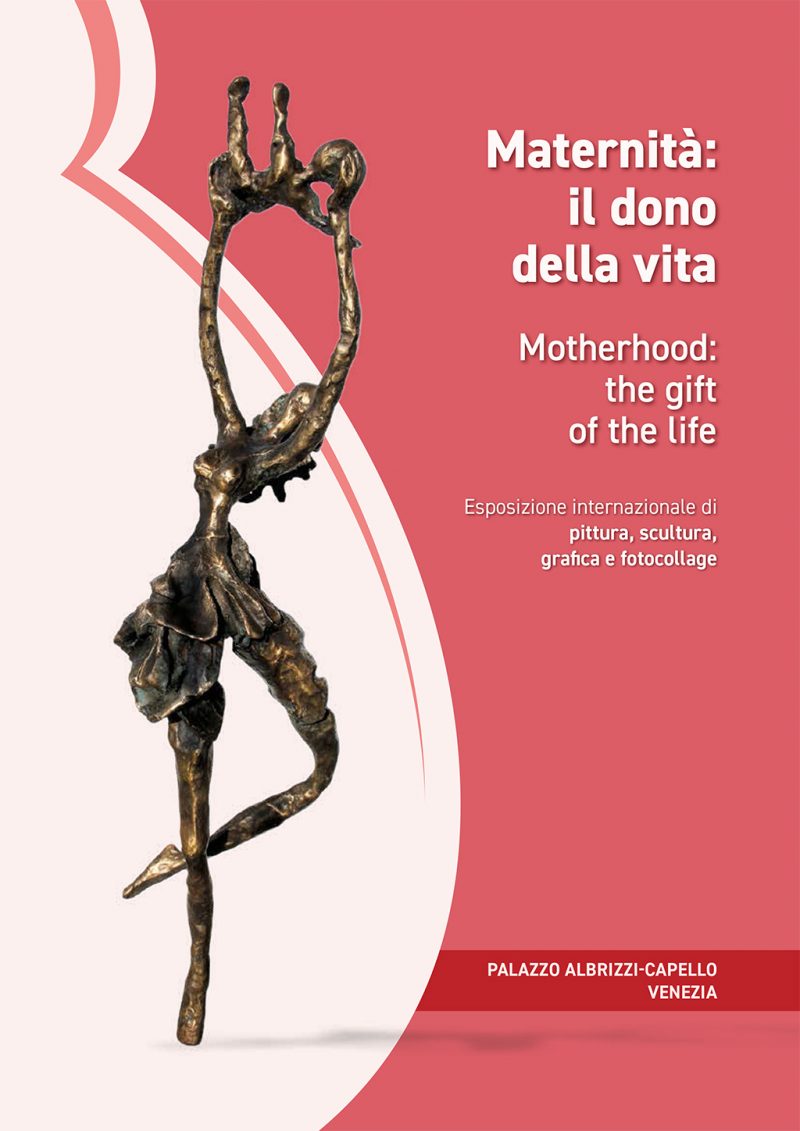 Maternità:
il dono
della vita
Motherhood:
the gift
of the life
Esposizione internazionale di
pittura, scultura,
grafica e fotocollage
PALAZZO ALBRIZZI-CAPELLO
VENEZIA